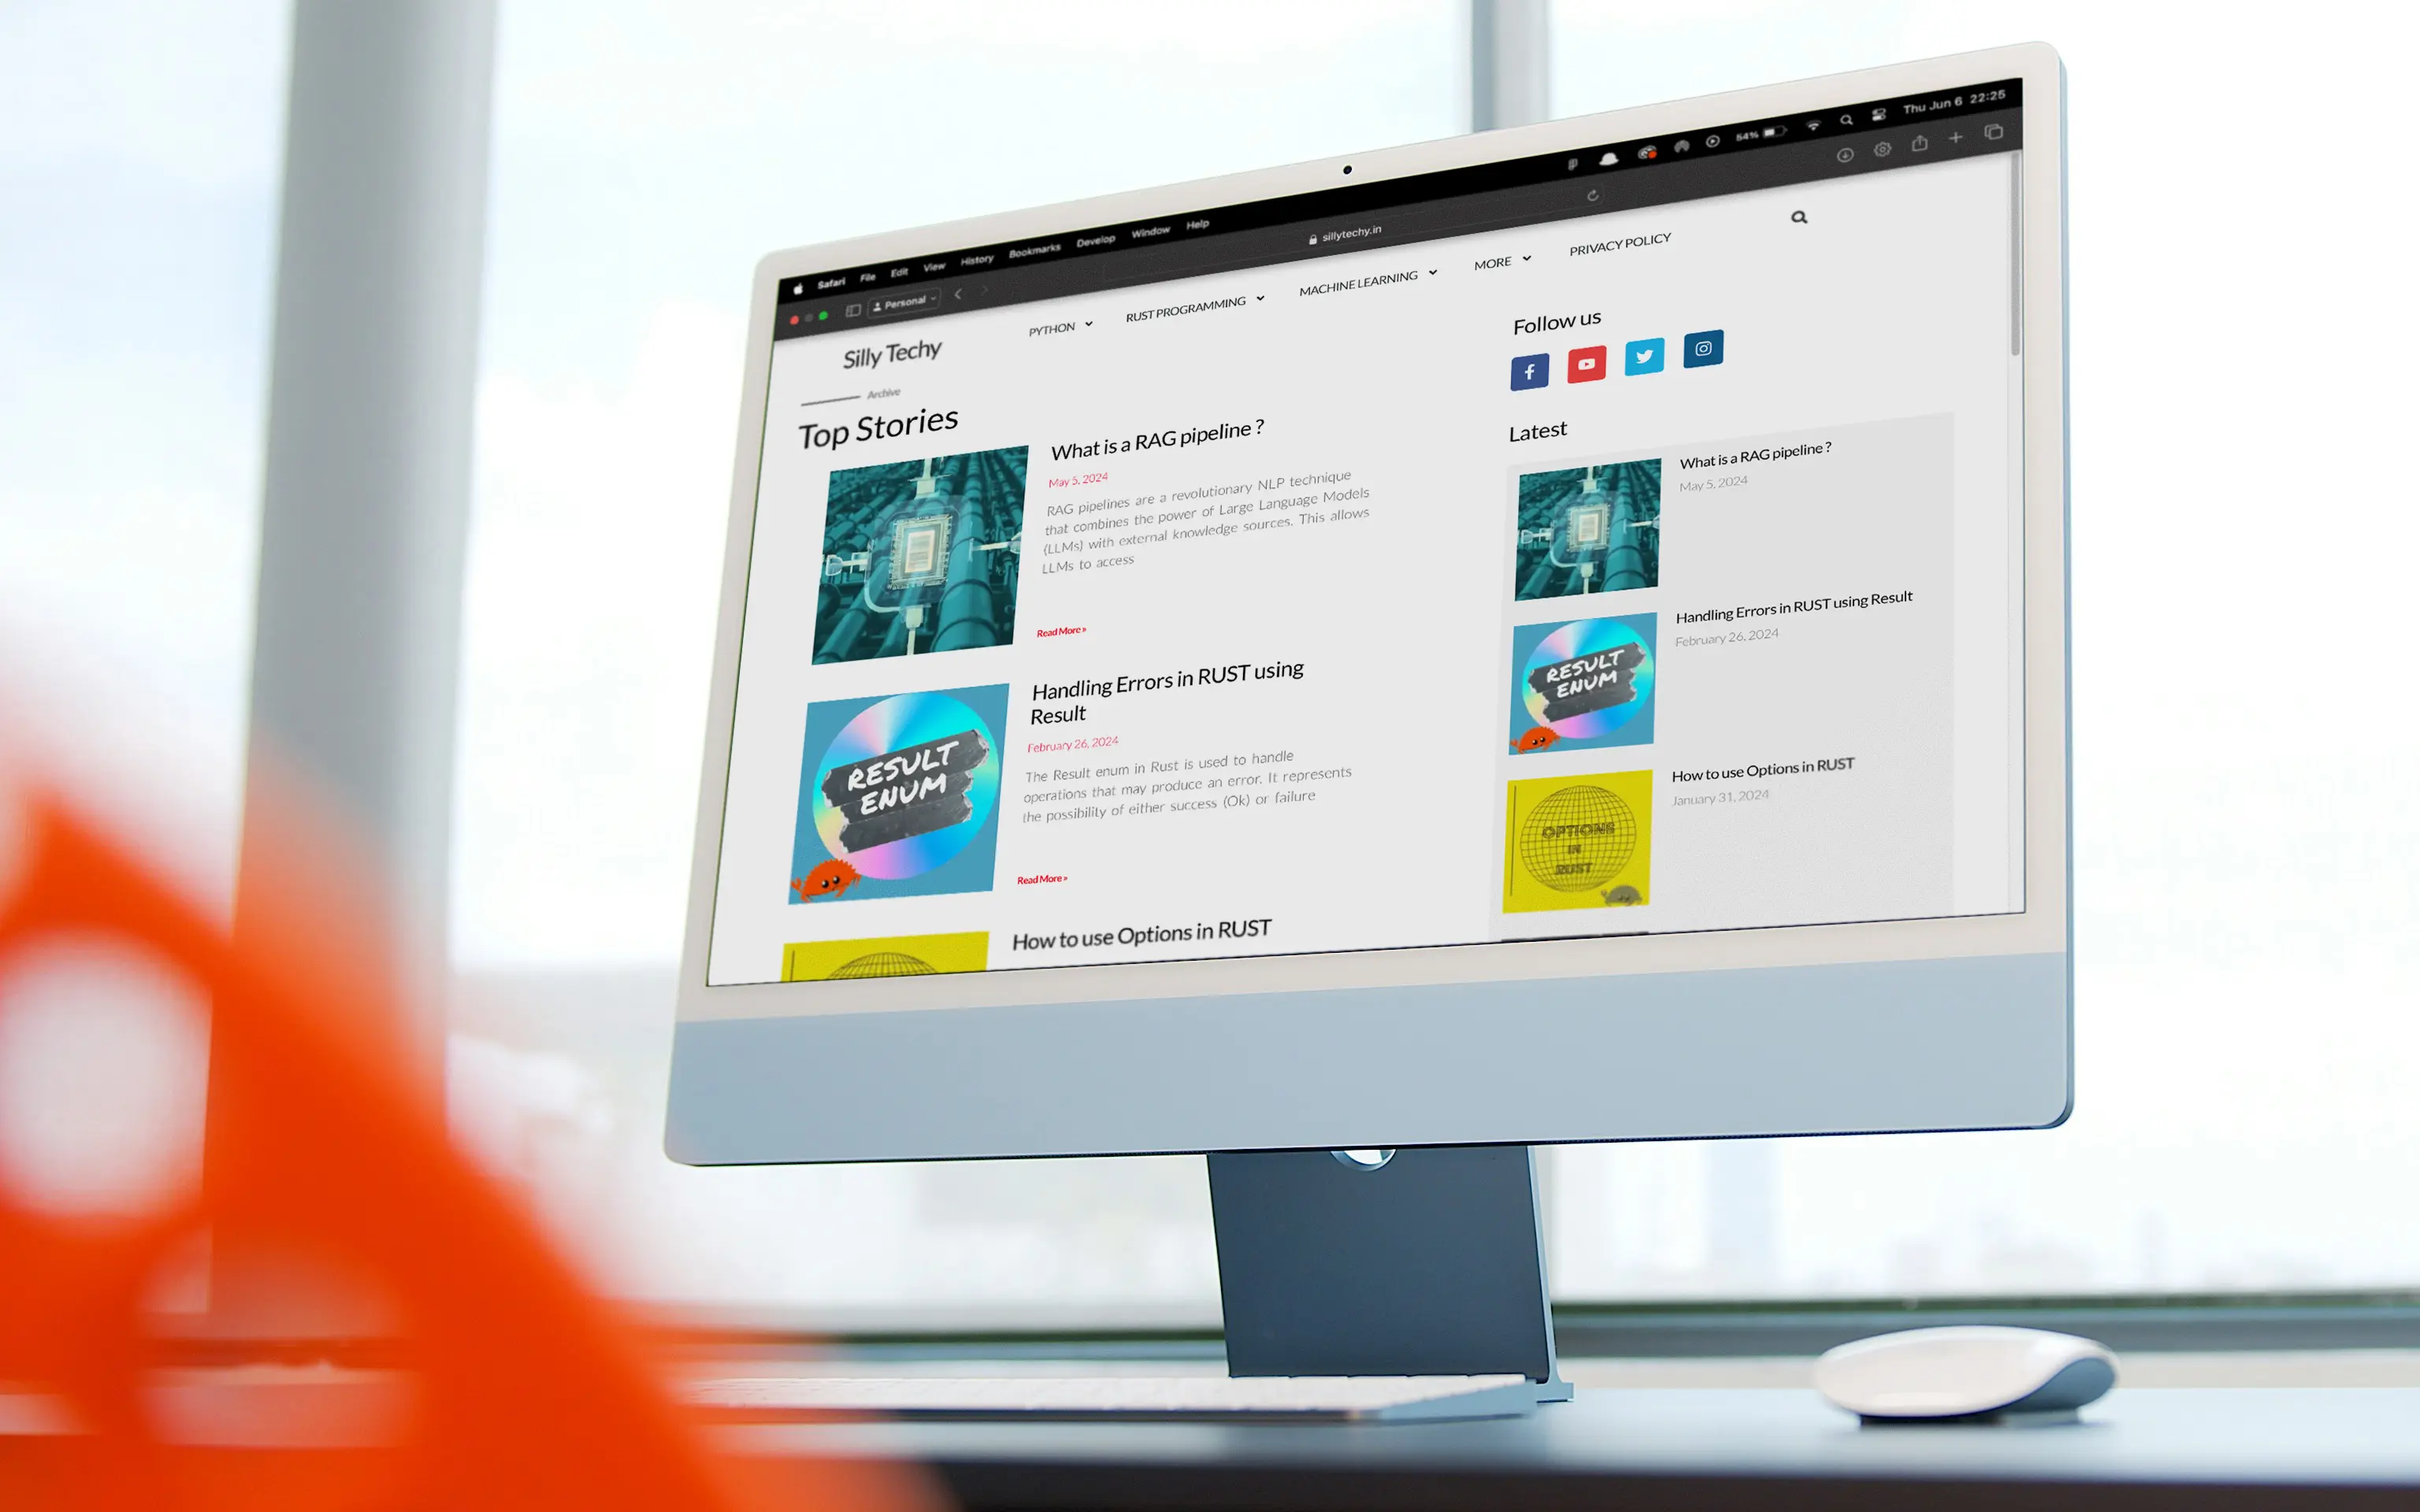 Safari File Edit View History Bookmarks Develop Window Help
54% Thu Jun 6 22:25
Personal
sillytechy.in
Silly Techy
PYTHON
RUST PROGRAMMING
MACHINE LEARNING
MORE
PRIVACY POLICY
Archive
Top Stories
What is a RAG pipeline ?
May 5, 2024
RAG pipelines are a revolutionary NLP technique
that combines the power of Large Language Models
(LLMs) with external knowledge sources. This allows
LLMs to access
Read More »
RESULT
ENUM
Handling Errors in RUST using
Result
February 26, 2024
The Result enum in Rust is used to handle
operations that may produce an error. It represents
the possibility of either success (Ok) or failure
Read More »
How to use Options in RUST
Follow us
Latest
What is a RAG pipeline ?
May 5, 2024
RESULT
ENUM
Handling Errors in RUST using Result
February 26, 2024
OPTIONS
IN
RUST
How to use Options in RUST
January 31, 2024